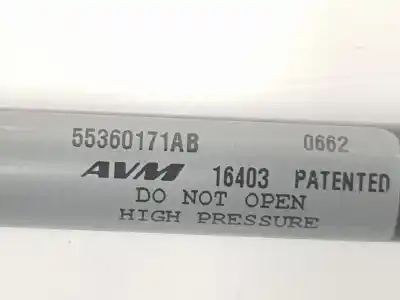 55360171AB 0662
AVM 16403 PATENTED
DO NOT OPEN
HIGH PRESSURE